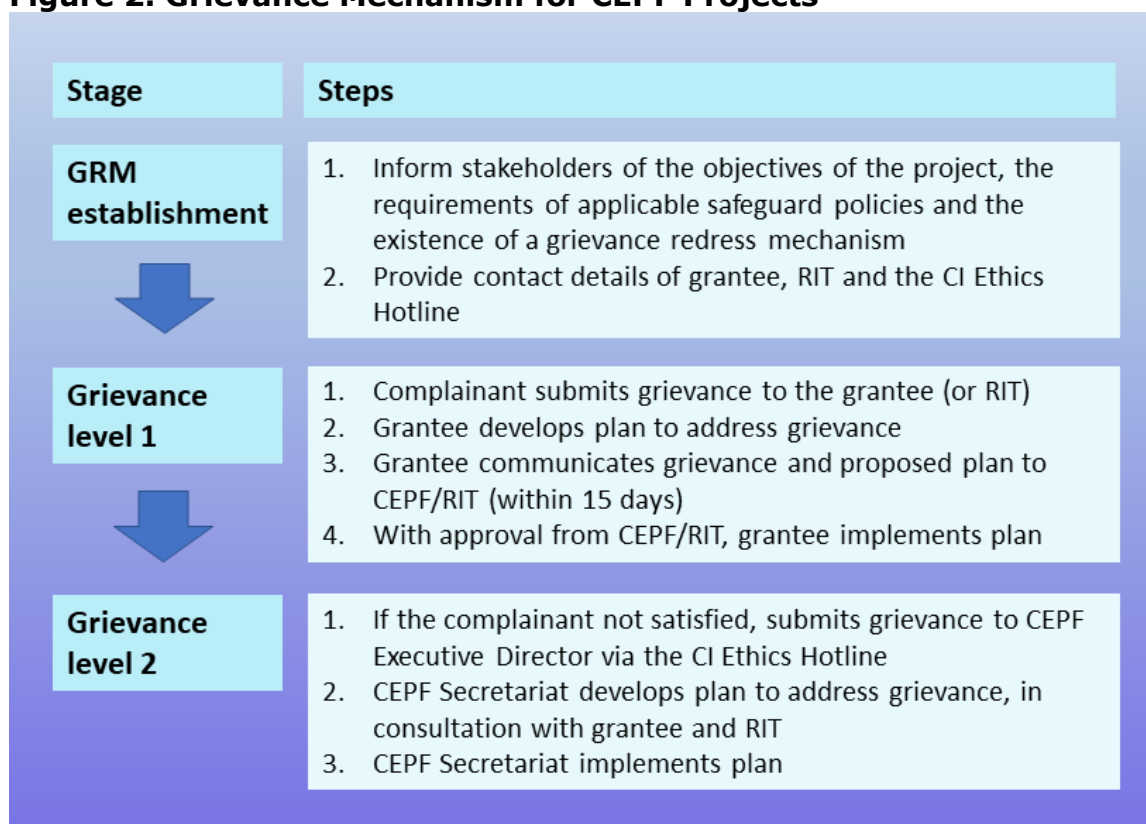 Figure 2. Grievance Mechanism for CEPF Projects
Stage
Steps
GRM
establishment
1. Inform stakeholders of the objectives of the project, the
requirements of applicable safeguard policies and the
existence of a grievance redress mechanism
2. Provide contact details of grantee, RIT and the CI Ethics
Hotline
Grievance
level 1
1. Complainant submits grievance to the grantee (or RIT)
2. Grantee develops plan to address grievance
3. Grantee communicates grievance and proposed plan to
CEPF/RIT (within 15 days)
4. With approval from CEPF/RIT, grantee implements plan
Grievance
level 2
1. If the complainant not satisfied, submits grievance to CEPF
Executive Director via the CI Ethics Hotline
2. CEPF Secretariat develops plan to address grievance, in
consultation with grantee and RIT
3. CEPF Secretariat implements plan